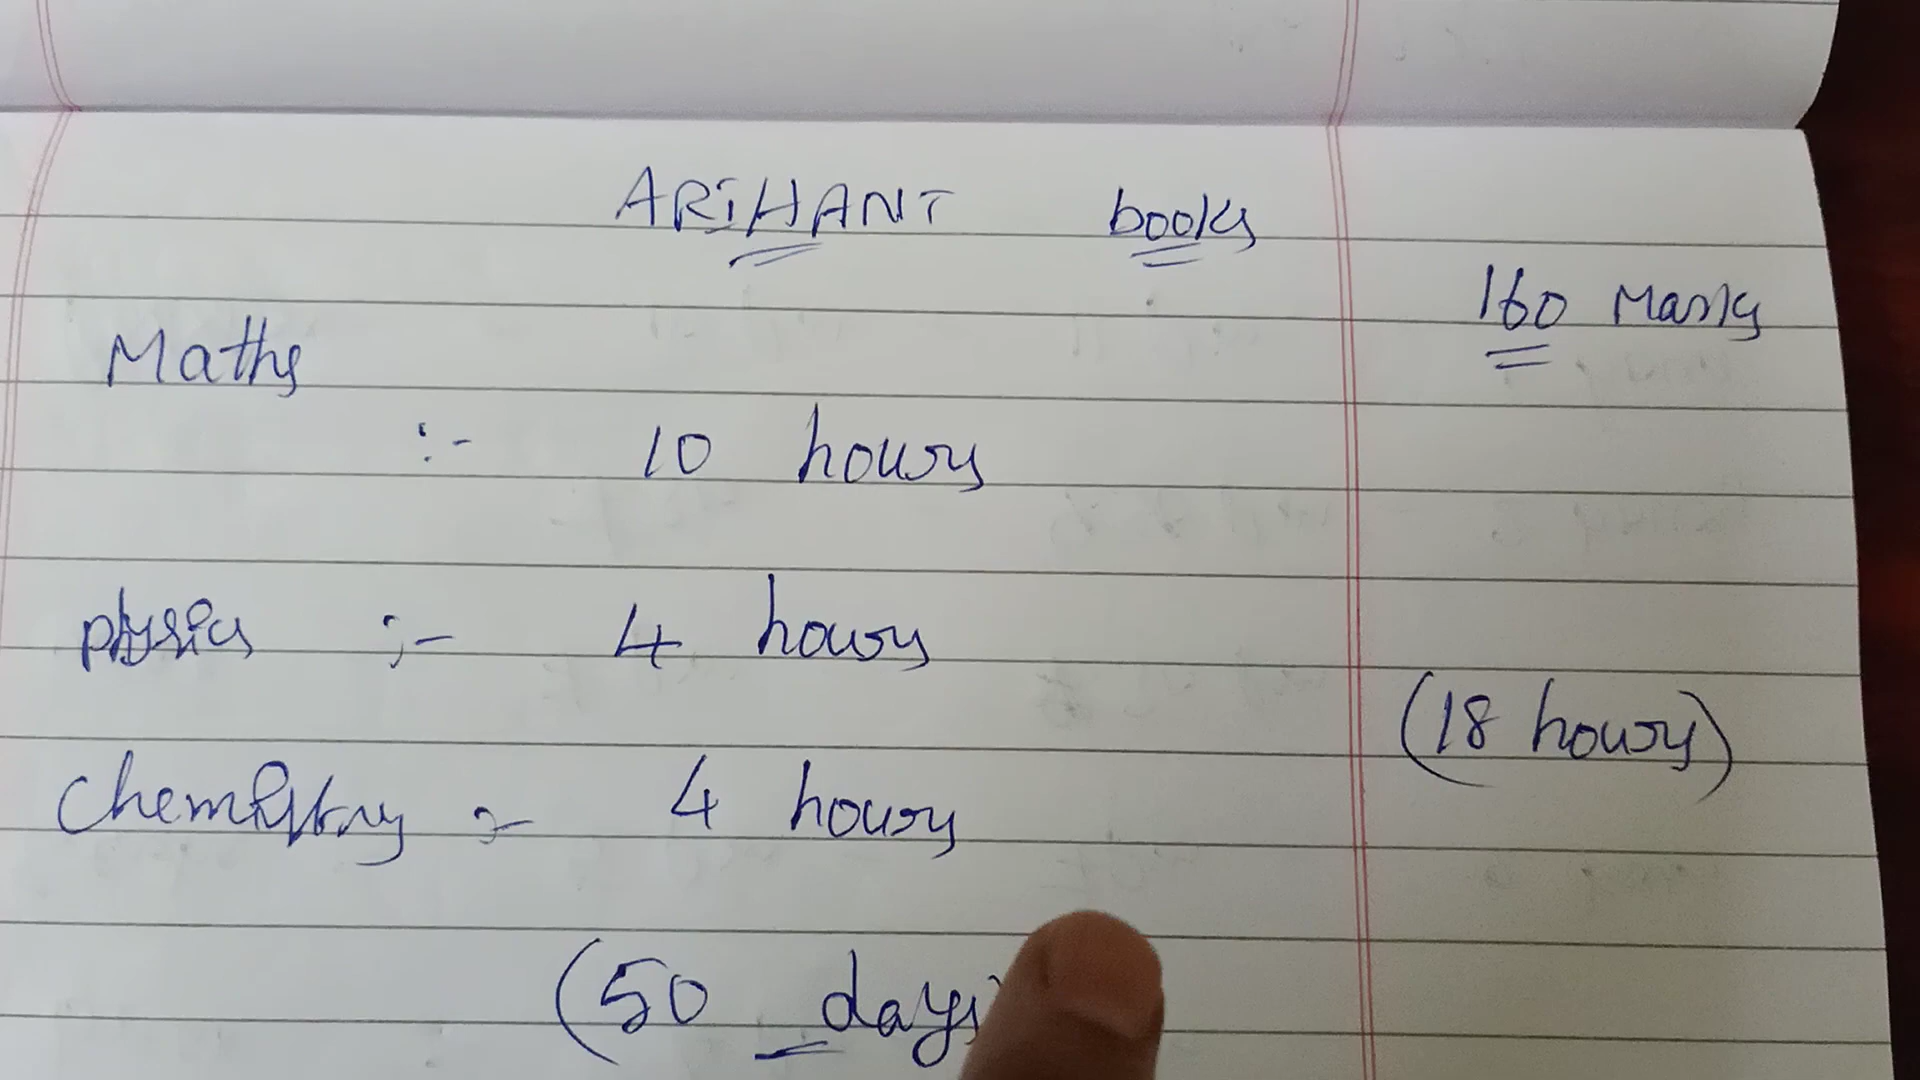 ARIHANT books
160 Marks
Maths
:- 10 hours
physics :- 4 hours
(18 hours)
Chemistry :- 4 hours
(50 days)